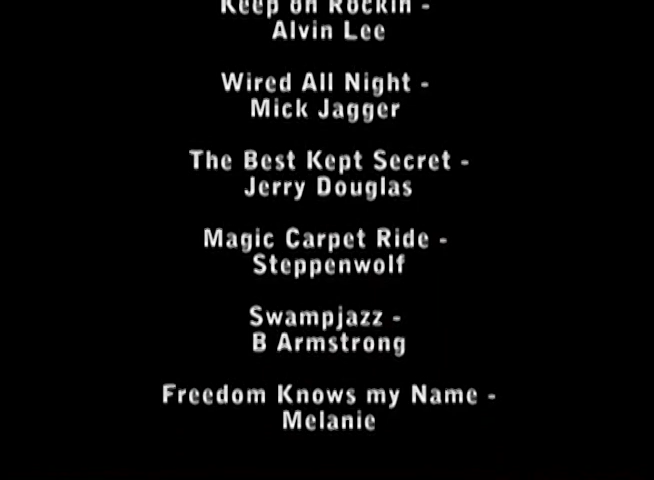 Keep on Rockin -
Alvin Lee
Wired All Night -
Mick Jagger
The Best Kept Secret -
Jerry Douglas
Magic Carpet Ride -
Steppenwolf
Swampjazz -
B Armstrong
Freedom Knows my Name -
Melanie